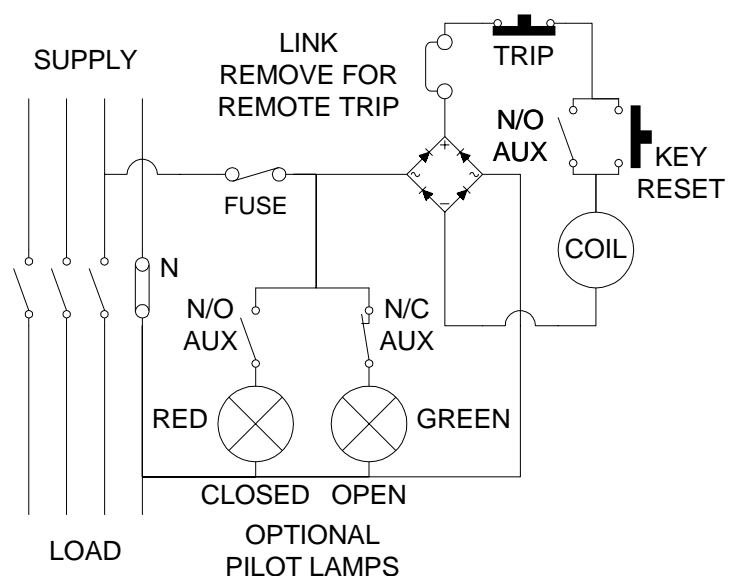 SUPPLY
LINK
REMOVE FOR
REMOTE TRIP
TRIP
N/O
AUX
KEY
RESET
FUSE
COIL
N
N/O
AUX
N/C
AUX
RED
GREEN
CLOSED
OPEN
LOAD
OPTIONAL
PILOT LAMPS
+
~
~
−